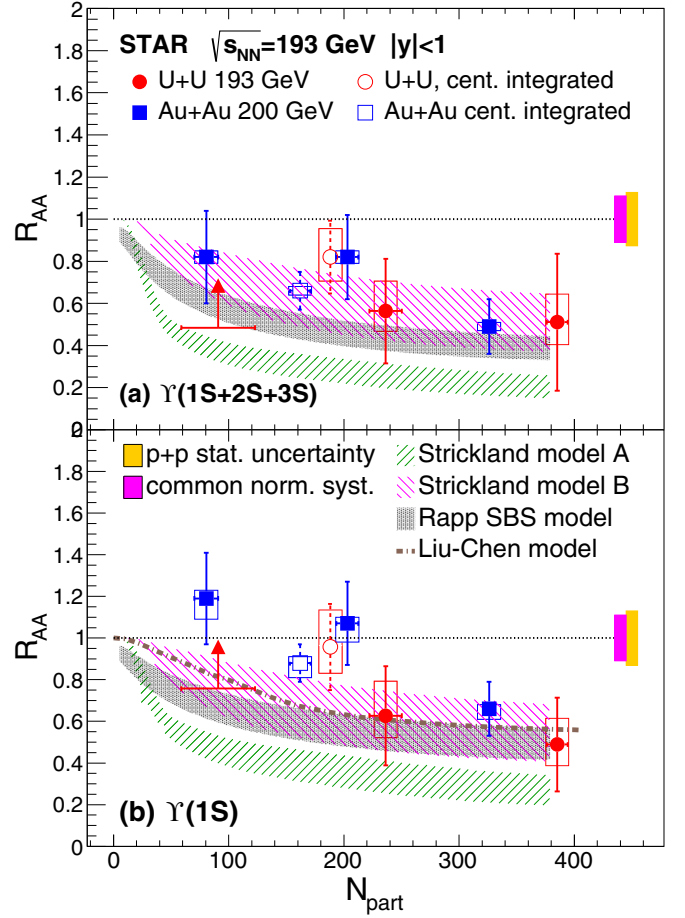 2
1.8
1.6
1.4
1.2
1
0.8
0.6
0.4
0.2
R_AA
STAR √s_NN=193 GeV |y|<1
U+U 193 GeV
U+U, cent. integrated
Au+Au 200 GeV
Au+Au cent. integrated
(a) ϒ(1S+2S+3S)
2
1.8
1.6
1.4
1.2
1
0.8
0.6
0.4
0.2
0
R_AA
p+p stat. uncertainty
common norm. syst.
Strickland model A
Strickland model B
Rapp SBS model
Liu-Chen model
(b) ϒ(1S)
0 100 200 300 400
N_part